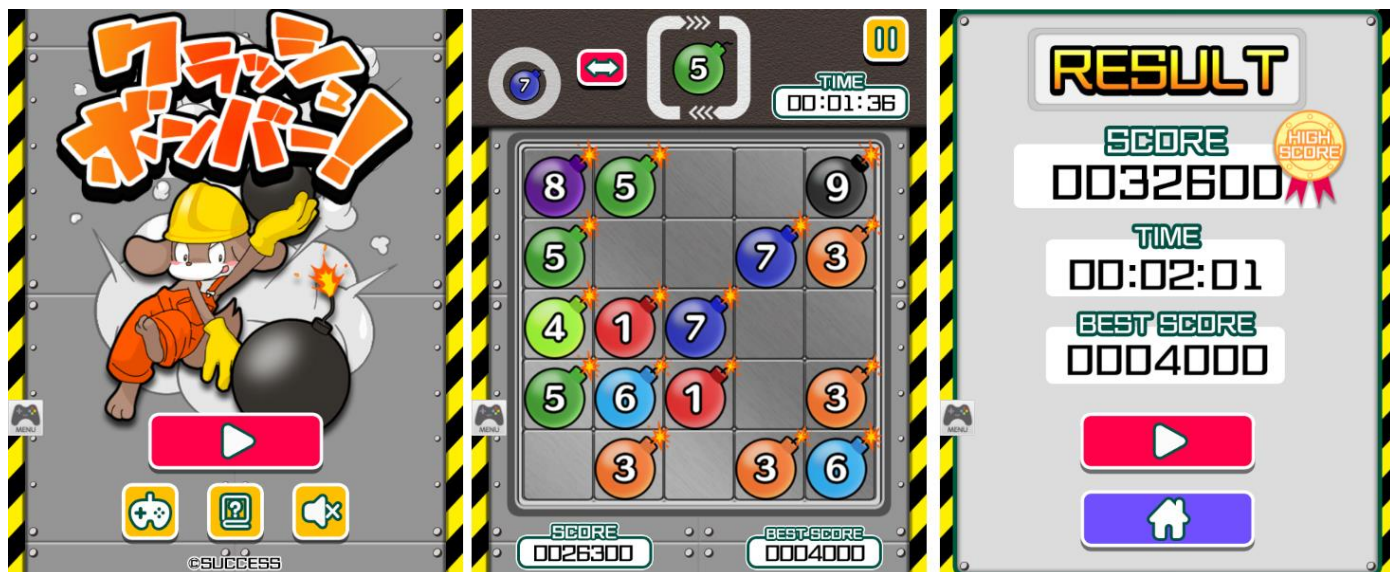 クラッシュ
ボンバー!
MENU
©SUCCESS
7
5
TIME
00:01:36
8 5 9
5 7 3
4 1 7
5 6 1 3
3 3 6
MENU
SCORE
0026300
BEST SCORE
0004000
RESULT
SCORE
HIGH
SCORE
0032600
TIME
00:02:01
BEST SCORE
0004000
MENU